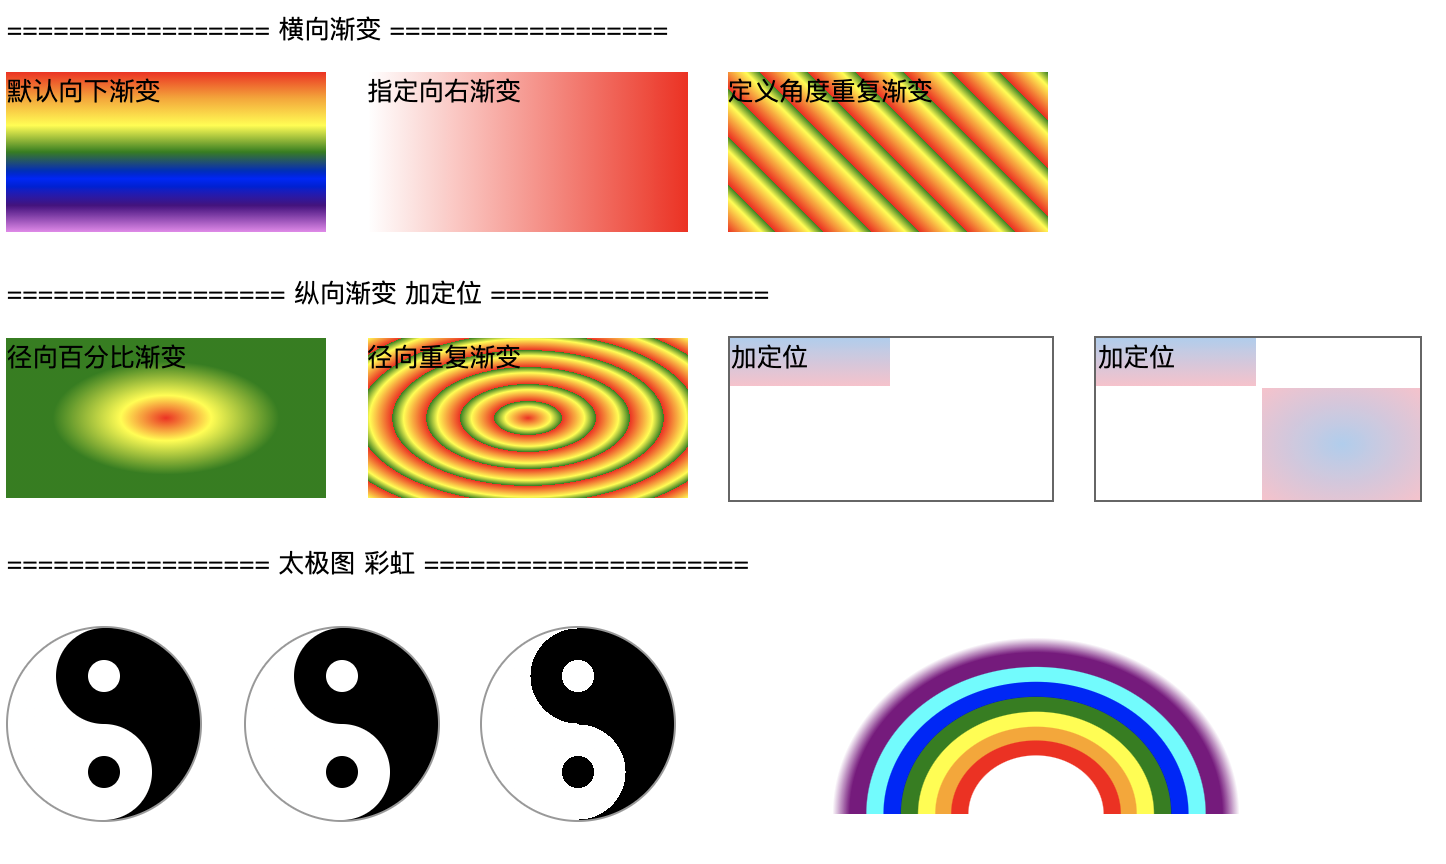 ================= 横向渐变 ==================
默认向下渐变
指定向右渐变
定义角度重复渐变
================== 纵向渐变 加定位 ==================
径向百分比渐变
径向重复渐变
加定位
加定位
================= 太极图 彩虹 =====================